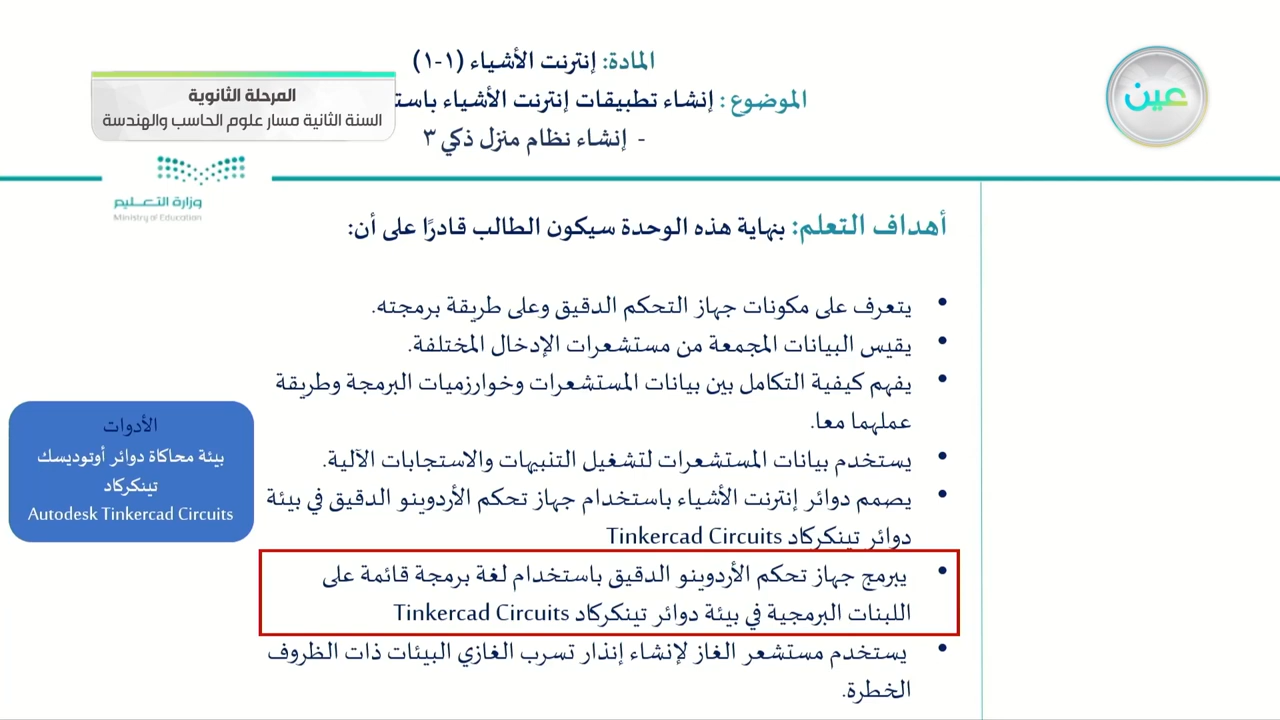 المادة: إنترنت الأشياء (١-١)
الموضوع : إنشاء تطبيقات إنترنت الأشياء باست
- إنشاء نظام منزل ذكي ٣
المرحلة الثانوية
السنة الثانية مسار علوم الحاسب والهندسة
عين
وزارة التعـــليم
Ministry of Education
أهداف التعلم: بنهاية هذه الوحدة سيكون الطالب قادرًا على أن:
• يتعرف على مكونات جهاز التحكم الدقيق وعلى طريقة برمجته.
• يقيس البيانات المجمعة من مستشعرات الإدخال المختلفة.
• يفهم كيفية التكامل بين بيانات المستشعرات وخوارزميات البرمجة وطريقة
عملهما معا.
• يستخدم بيانات المستشعرات لتشغيل التنبيهات والاستجابات الآلية.
• يصمم دوائر إنترنت الأشياء باستخدام جهاز تحكم الأردوينو الدقيق في بيئة
دوائر تينكركاد Tinkercad Circuits
• يبرمج جهاز تحكم الأردوينو الدقيق باستخدام لغة برمجة قائمة على
اللبنات البرمجية في بيئة دوائر تينكركاد Tinkercad Circuits
• يستخدم مستشعر الغاز لإنشاء إنذار تسرب الغازي البيئات ذات الظروف
الخطرة.
الأدوات
بيئة محاكاة دوائر أوتوديسك
تينكركاد
Autodesk Tinkercad Circuits